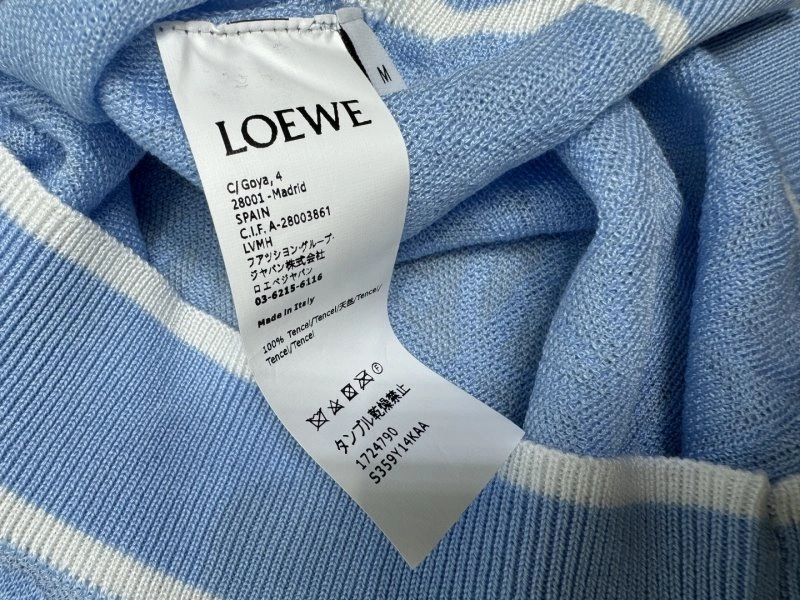 M
LOEWE
C/ Goya, 4
28001 - Madrid
SPAIN
C.I.F. A-28003861
LVMH
ファッション・グループ・
ジャパン株式会社
ロエベジャパン
03-6215-6116
Made in Italy
100% Tencel/Tencel/天然/Tencel/
Tencel/Tencel
タンブル乾燥禁止
1724790
S359Y14KAA